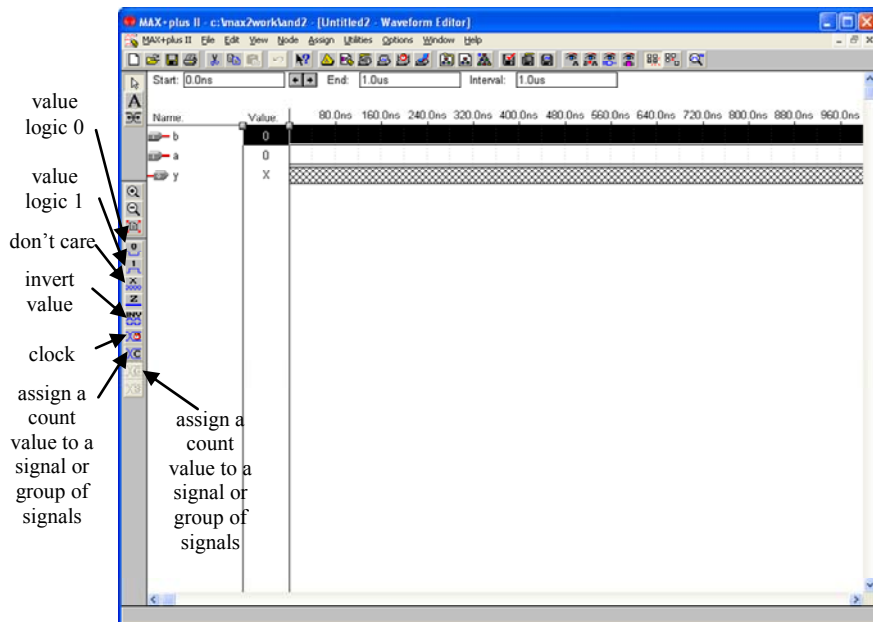 MAX+plus II - c:\max2work\and2 - [Untitled2 - Waveform Editor]
MAX+plus II File Edit View Node Assign Utilities Options Window Help
Start: 0.0ns End: 1.0us Interval: 1.0us
Name: Value: 80.0ns 160.0ns 240.0ns 320.0ns 400.0ns 480.0ns 560.0ns 640.0ns 720.0ns 800.0ns 880.0ns 960.0ns
b 0
a 0
y X
A
0
1
X
Z
INV
XC
value
logic 0
value
logic 1
don't care
invert
value
clock
assign a
count
value to a
signal or
group of
signals
assign a
count
value to a
signal or
group of
signals